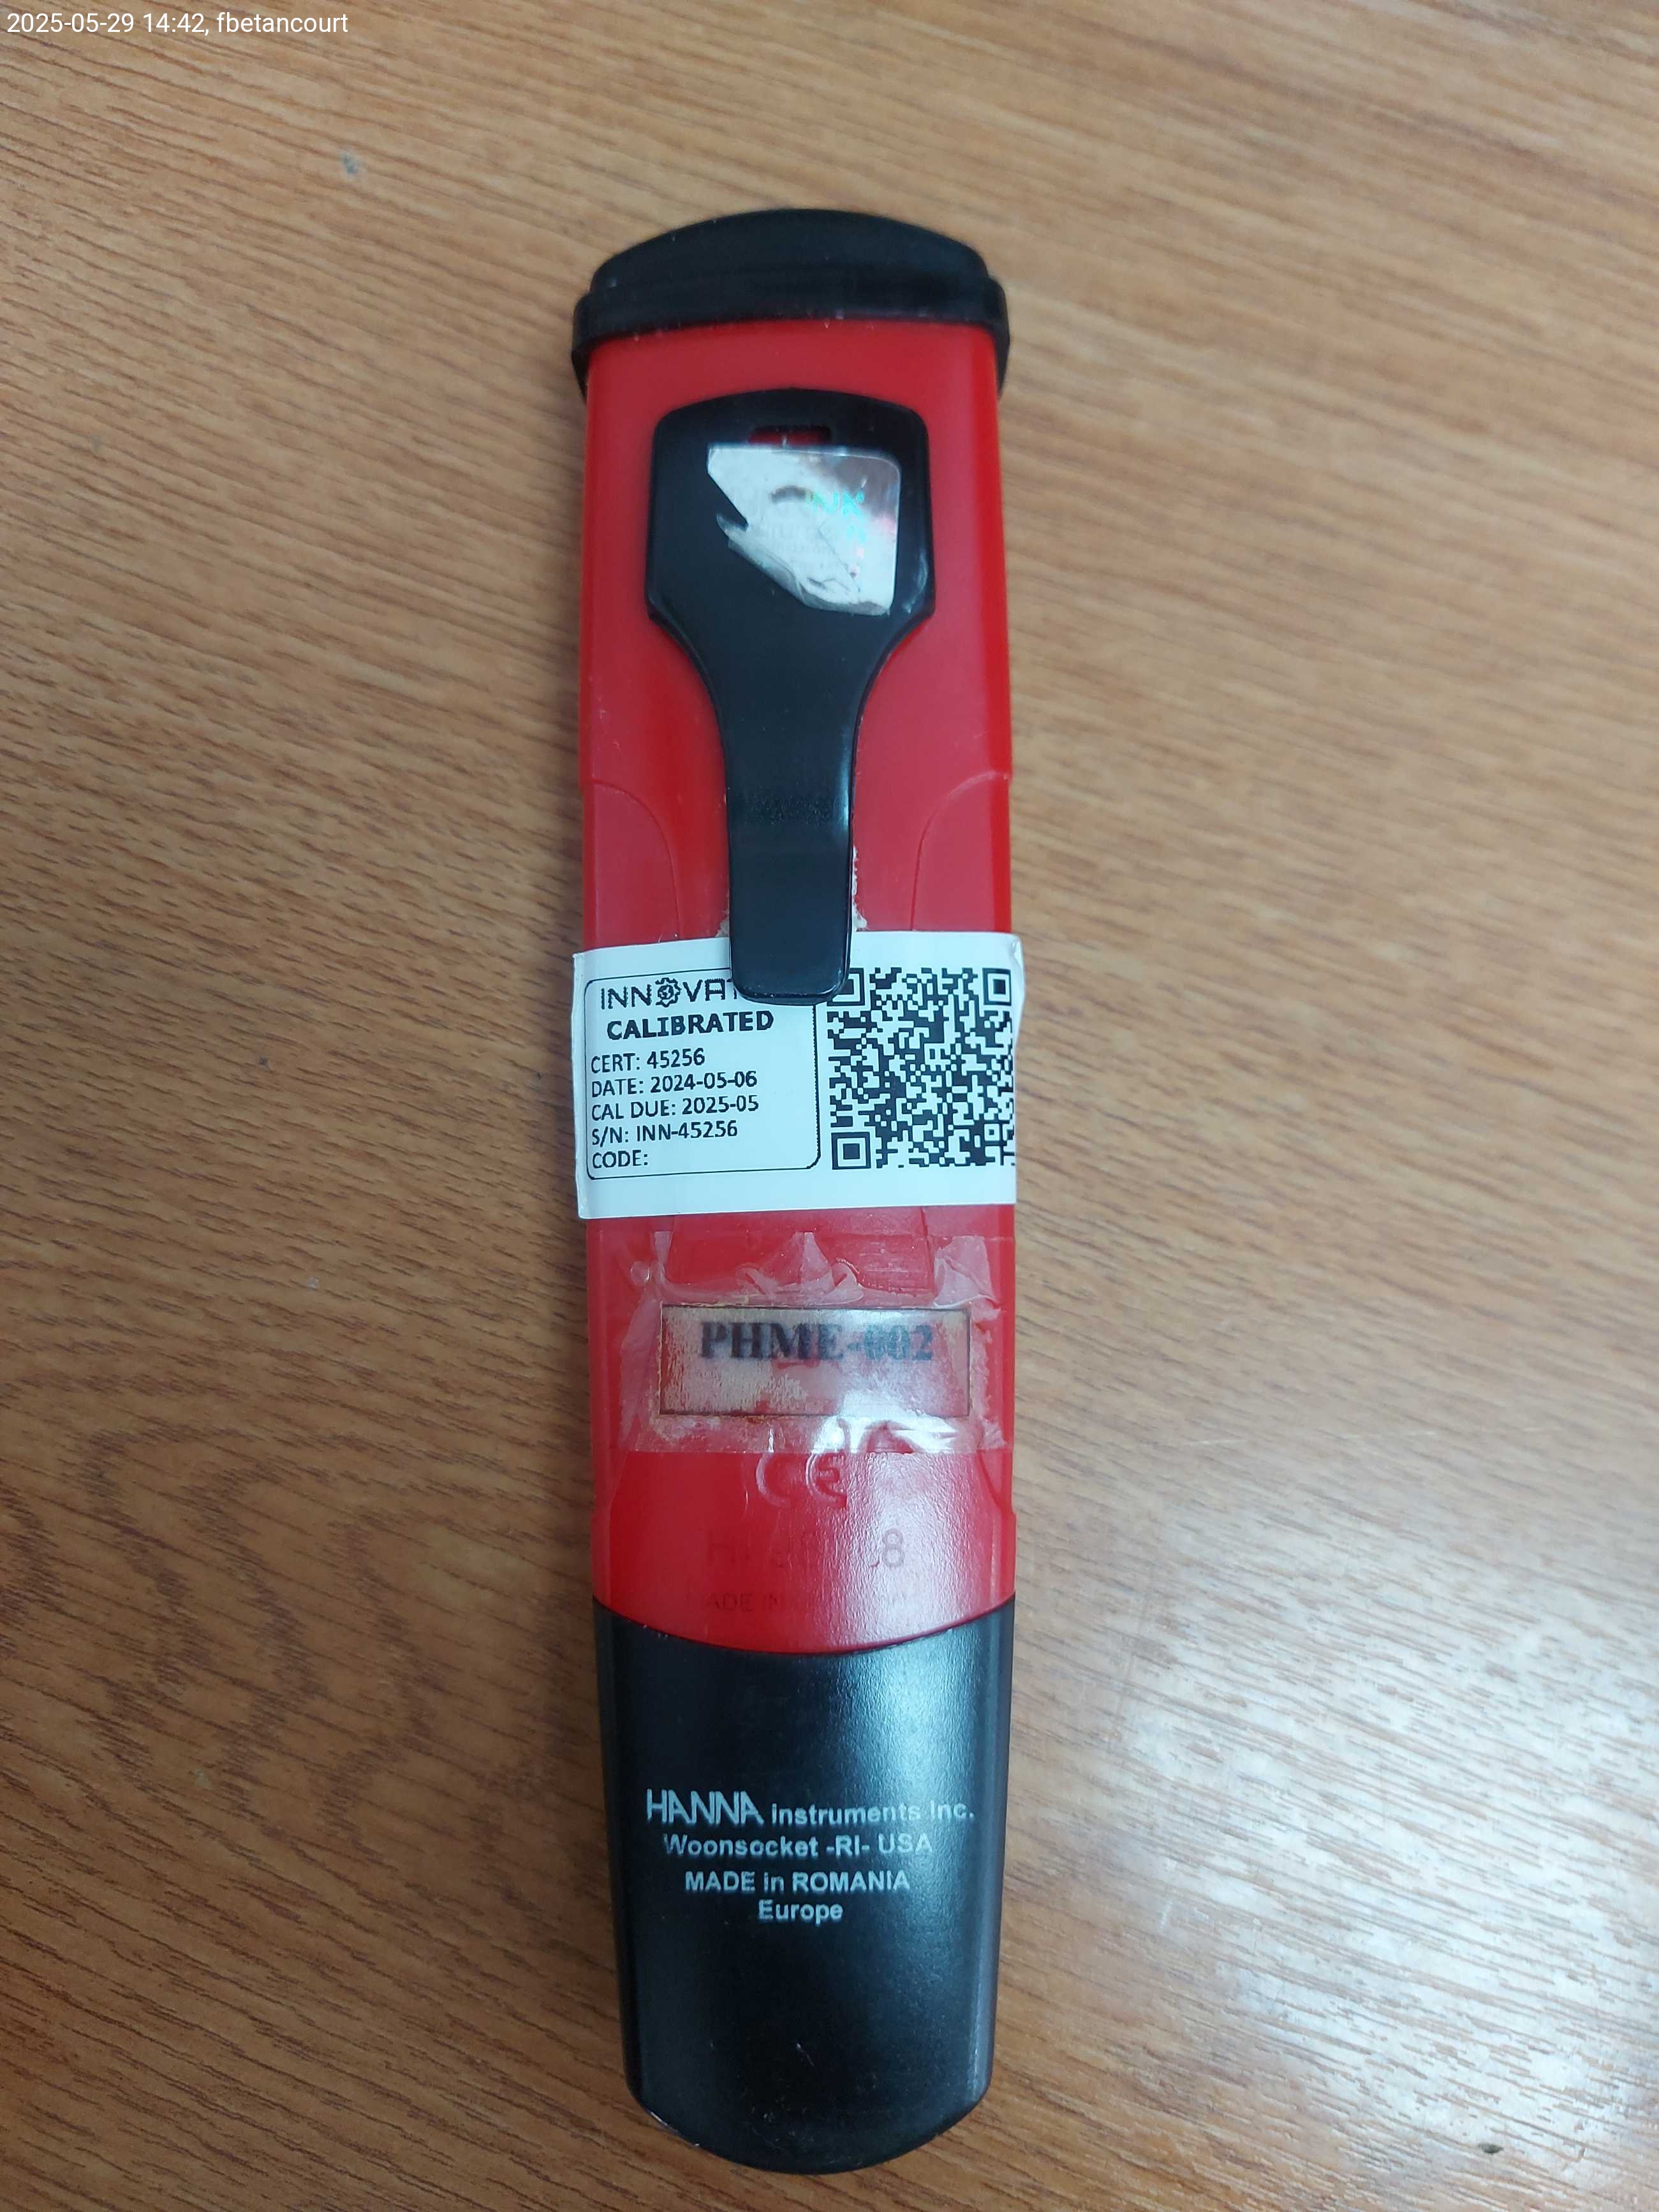 2025-05-29 14:42, fbetancourt
CALIBRATED
CERT: 45256
DATE: 2024-05-06
CAL DUE: 2025-05
S/N: INN-45256
CODE:
PHME-002
CE
HANNA instruments Inc.
Woonsocket -RI- USA
MADE in ROMANIA
Europe